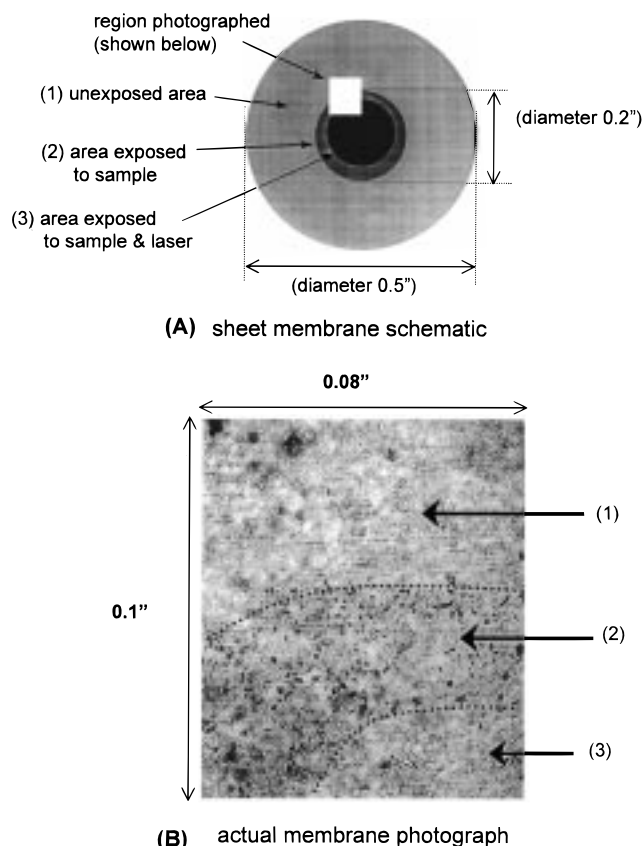 region photographed
(shown below)
(1) unexposed area
(2) area exposed
to sample
(3) area exposed
to sample & laser
(diameter 0.2”)
(diameter 0.5”)
(A) sheet membrane schematic
0.08”
0.1”
(1)
(2)
(3)
(B) actual membrane photograph